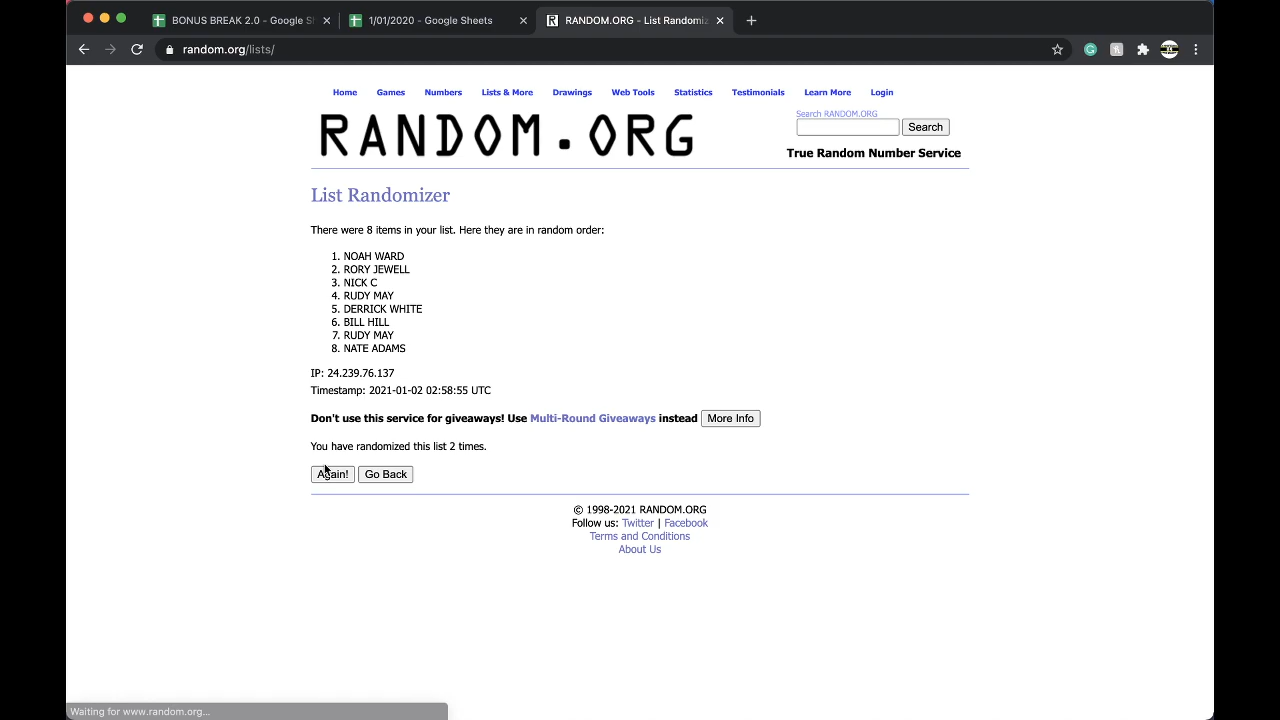 BONUS BREAK 2.0 - Google S
1/01/2020 - Google Sheets
RANDOM.ORG - List Randomiz
random.org/lists/
Home Games Numbers Lists & More Drawings Web Tools Statistics Testimonials Learn More Login
RANDOM.ORG
Search RANDOM.ORG
Search
True Random Number Service
List Randomizer
There were 8 items in your list. Here they are in random order:
1. NOAH WARD
2. RORY JEWELL
3. NICK C
4. RUDY MAY
5. DERRICK WHITE
6. BILL HILL
7. RUDY MAY
8. NATE ADAMS
IP: 24.239.76.137
Timestamp: 2021-01-02 02:58:55 UTC
Don't use this service for giveaways! Use Multi-Round Giveaways instead More Info
You have randomized this list 2 times.
Again! Go Back
© 1998-2021 RANDOM.ORG
Follow us: Twitter | Facebook
Terms and Conditions
About Us
Waiting for www.random.org...